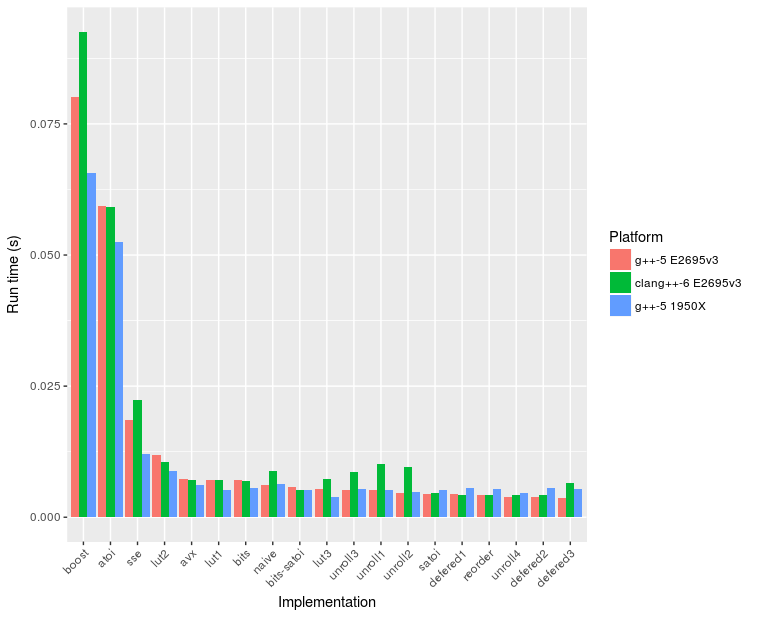 0.075
0.050
0.025
0.000
Run time (s)
boost
atoi
sse
lut2
avx
lut1
bits
naive
bits-satoi
lut3
unroll3
unroll1
unroll2
satoi
defered1
reorder
unroll4
defered2
defered3
Implementation
Platform
g++-5 E2695v3
clang++-6 E2695v3
g++-5 1950X